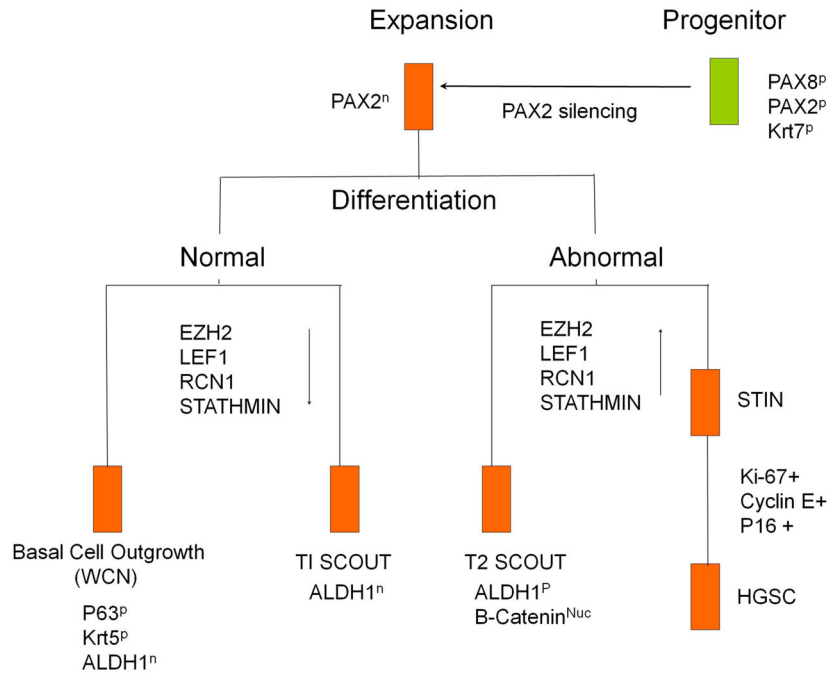 Expansion
Progenitor
PAX2ⁿ
PAX2 silencing
PAX8ᵖ
PAX2ᵖ
Krt7ᵖ
Differentiation
Normal
Abnormal
EZH2
LEF1
RCN1
STATHMIN
EZH2
LEF1
RCN1
STATHMIN
STIN
Ki-67+
Cyclin E+
P16 +
HGSC
Basal Cell Outgrowth
(WCN)
P63ᵖ
Krt5ᵖ
ALDH1ⁿ
TI SCOUT
ALDH1ⁿ
T2 SCOUT
ALDH1ᴾ
B-Cateninᴺᵘᶜ